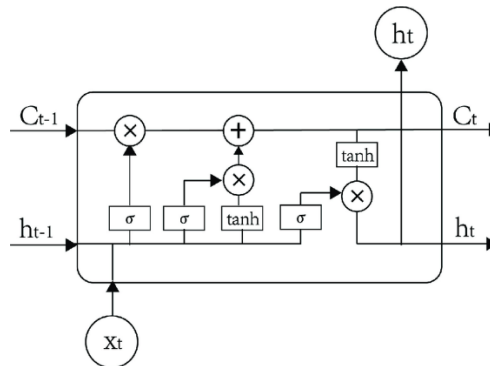 ht
Ct-1
×
+
Ct
tanh
×
×
σ
σ
tanh
σ
ht-1
ht
xt